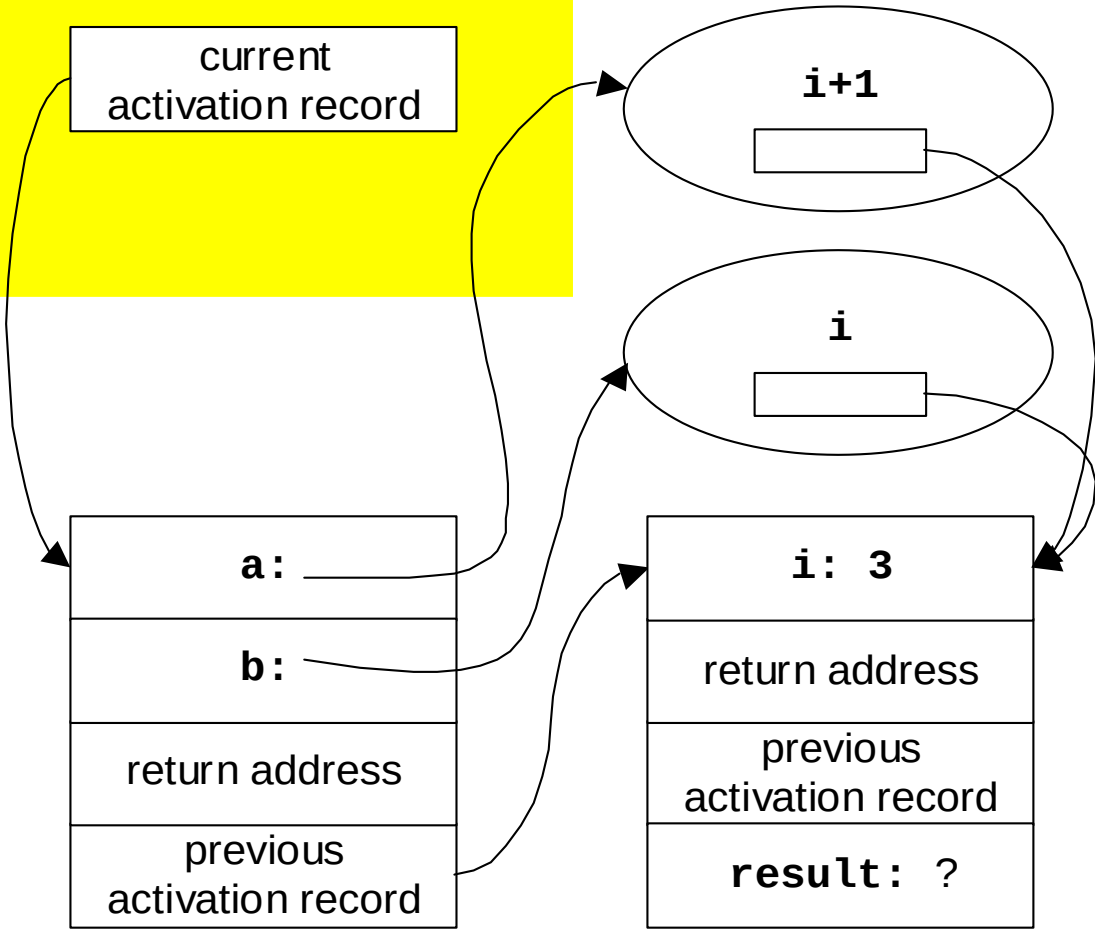 current
activation record
i+1
i
a:
b:
return address
previous
activation record
i: 3
return address
previous
activation record
result: ?